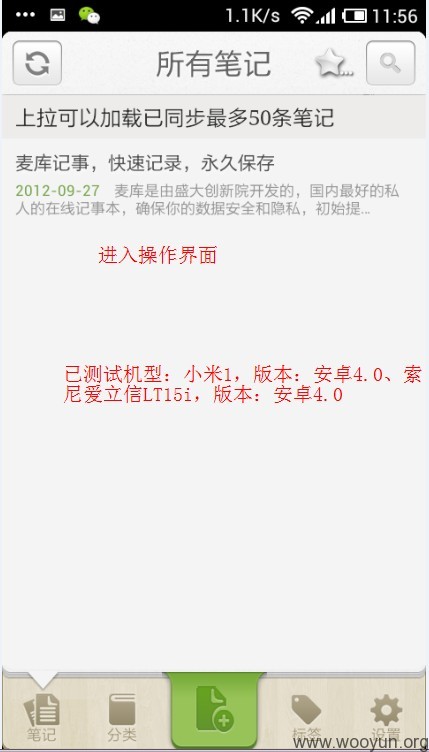 1.1K/s 11:56
所有笔记
上拉可以加载已同步最多50条笔记
麦库记事，快速记录，永久保存
2012-09-27 麦库是由盛大创新院开发的，国内最好的私
人的在线记事本，确保你的数据安全和隐私，初始提...
进入操作界面
已测试机型：小米1，版本：安卓4.0、索
尼爱立信LT15i，版本：安卓4.0
笔记 分类 标签 设置
www.wooyun.org